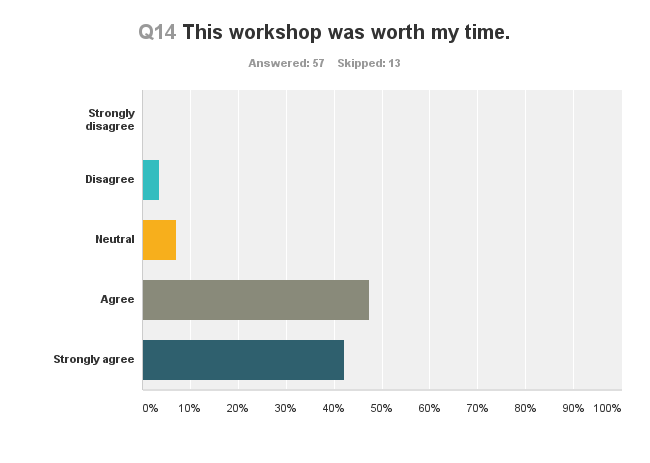 Q14 This workshop was worth my time.
Answered: 57 Skipped: 13
Strongly
disagree
Disagree
Neutral
Agree
Strongly agree
0% 10% 20% 30% 40% 50% 60% 70% 80% 90% 100%